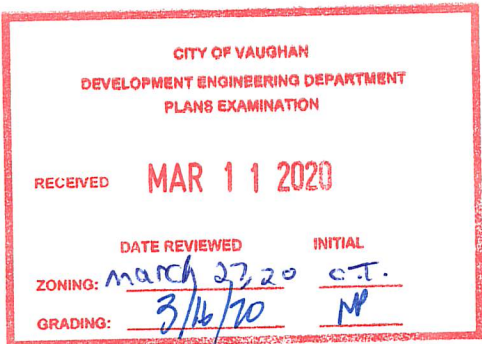 CITY OF VAUGHAN
DEVELOPMENT ENGINEERING DEPARTMENT
PLANS EXAMINATION
RECEIVED MAR 11 2020
DATE REVIEWED INITIAL
ZONING: March 27, 20 O.T.
GRADING: 3/16/20 NP